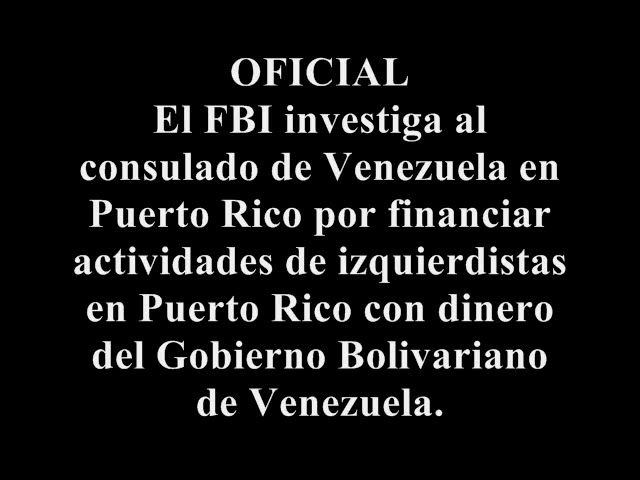 OFICIAL
El FBI investiga al
consulado de Venezuela en
Puerto Rico por financiar
actividades de izquierdistas
en Puerto Rico con dinero
del Gobierno Bolivariano
de Venezuela.